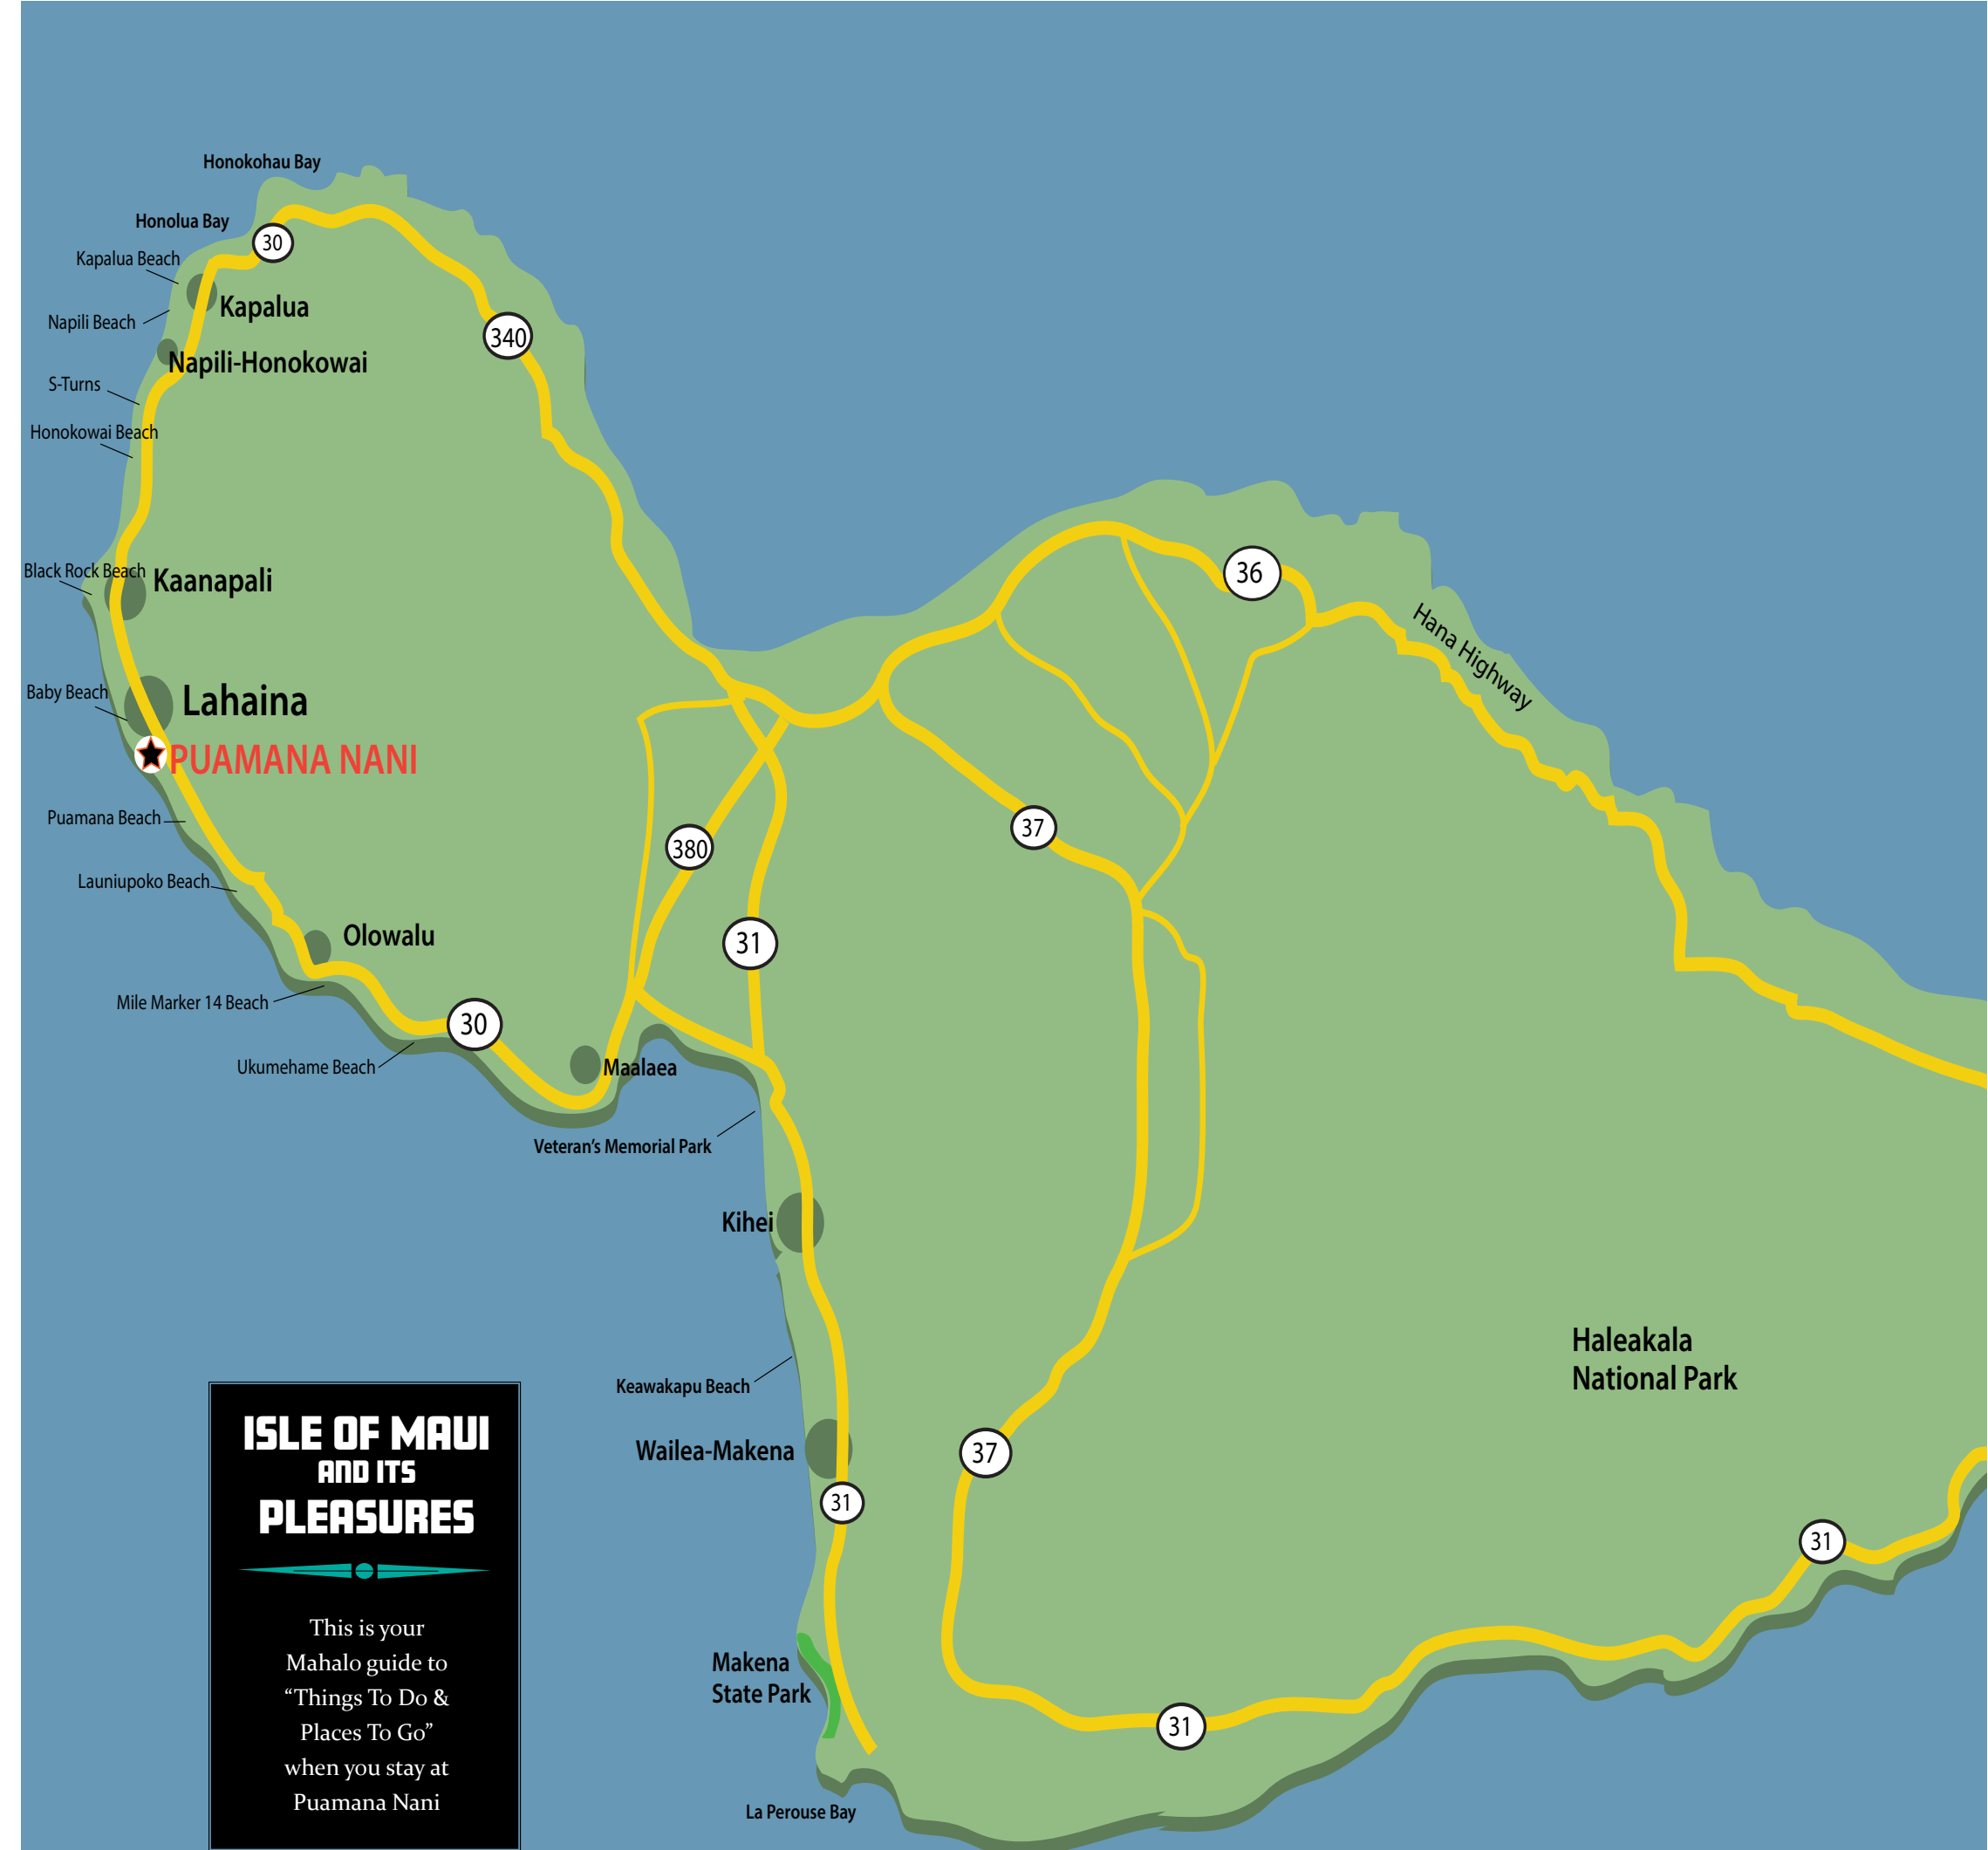 Honokohau Bay
Honolua Bay
30
Kapalua Beach
Kapalua
Napili Beach
340
Napili-Honokowai
S-Turns
Honokowai Beach
Black Rock Beach
Kaanapali
36
Hana Highway
Baby Beach
Lahaina
PUAMANA NANI
Puamana Beach
37
380
Launiupoko Beach
Olowalu
31
Mile Marker 14 Beach
30
Ukumehame Beach
Maalaea
Veteran’s Memorial Park
Kihei
Haleakala
National Park
Keawakapu Beach
Wailea-Makena
37
31
31
Makena
State Park
31
La Perouse Bay
ISLE OF MAUI
AND ITS
PLEASURES
This is your
Mahalo guide to
“Things To Do &
Places To Go”
when you stay at
Puamana Nani